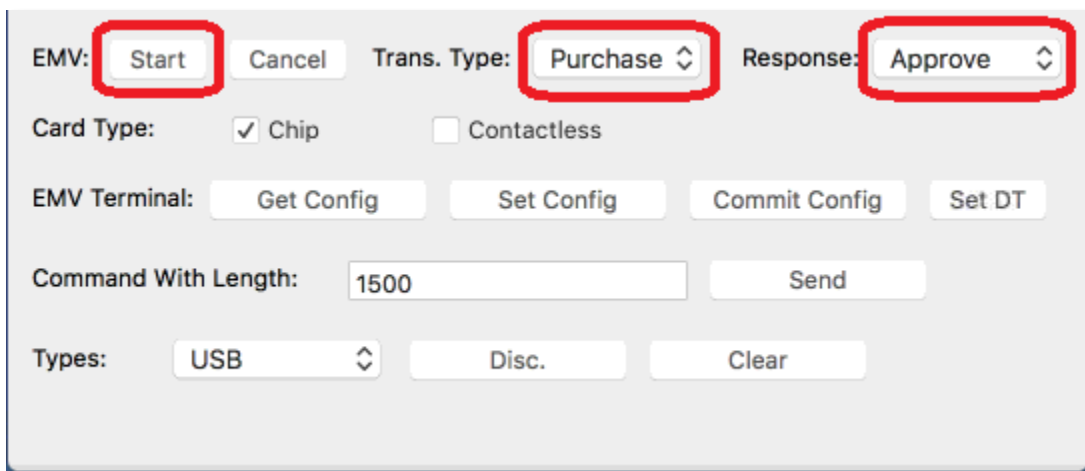 EMV: Start Cancel Trans. Type: Purchase Response: Approve
Card Type: Chip Contactless
EMV Terminal: Get Config Set Config Commit Config Set DT
Command With Length: 1500 Send
Types: USB Disc. Clear